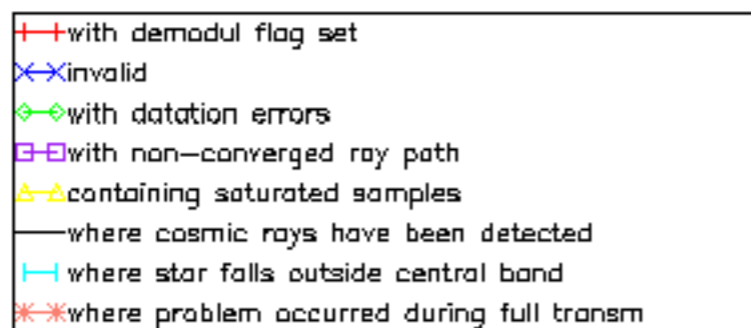 with demodul flag set
invalid
with datation errors
with non-converged ray path
containing saturated samples
where cosmic rays have been detected
where star falls outside central band
where problem occurred during full transm